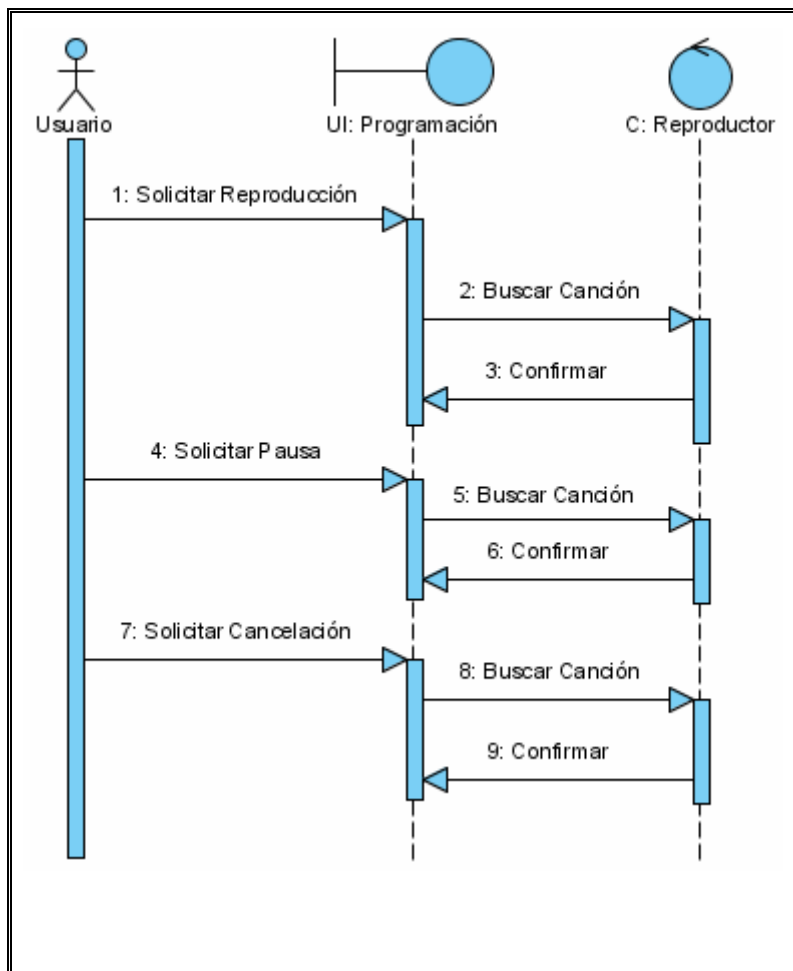 Usuario
UI: Programación
C: Reproductor
1: Solicitar Reproducción
2: Buscar Canción
3: Confirmar
4: Solicitar Pausa
5: Buscar Canción
6: Confirmar
7: Solicitar Cancelación
8: Buscar Canción
9: Confirmar